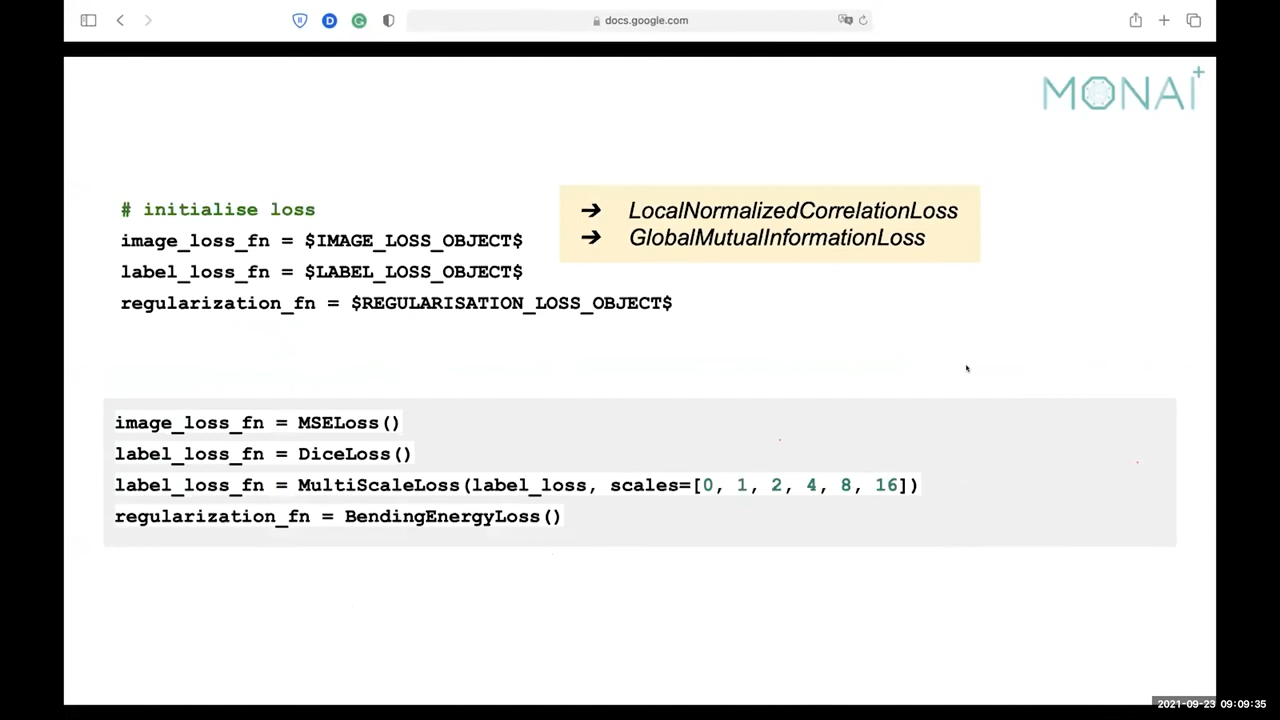 docs.google.com
MONAI
# initialise loss
image_loss_fn = $IMAGE_LOSS_OBJECT$
label_loss_fn = $LABEL_LOSS_OBJECT$
regularization_fn = $REGULARISATION_LOSS_OBJECT$
➔ LocalNormalizedCorrelationLoss
➔ GlobalMutualInformationLoss
image_loss_fn = MSELoss()
label_loss_fn = DiceLoss()
label_loss_fn = MultiScaleLoss(label_loss, scales=[0, 1, 2, 4, 8, 16])
regularization_fn = BendingEnergyLoss()
2021-09-23 09:09:35